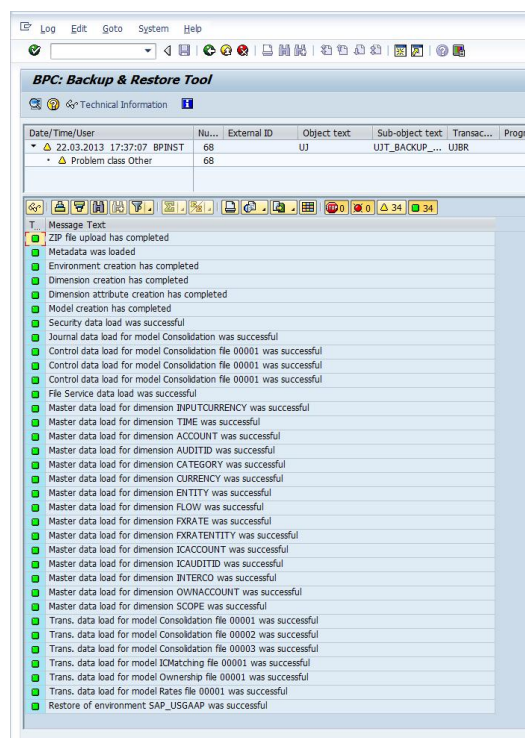 Log Edit Goto System Help
BPC: Backup & Restore Tool
Technical Information
Date/Time/User Nu... External ID Object text Sub-object text Transac... Progr
22.03.2013 17:37:07 BPINST 68 UJ UJT_BACKUP_... UJBR
Problem class Other 68
0 0 34 34
T... Message Text
ZIP file upload has completed
Metadata was loaded
Environment creation has completed
Dimension creation has completed
Dimension attribute creation has completed
Model creation has completed
Security data load was successful
Journal data load for model Consolidation was successful
Control data load for model Consolidation file 00001 was successful
Control data load for model Consolidation file 00001 was successful
Control data load for model Consolidation file 00001 was successful
File Service data load was successful
Master data load for dimension INPUTCURRENCY was successful
Master data load for dimension TIME was successful
Master data load for dimension ACCOUNT was successful
Master data load for dimension AUDITID was successful
Master data load for dimension CATEGORY was successful
Master data load for dimension CURRENCY was successful
Master data load for dimension ENTITY was successful
Master data load for dimension FLOW was successful
Master data load for dimension FXRATE was successful
Master data load for dimension FXRATENTITY was successful
Master data load for dimension ICACCOUNT was successful
Master data load for dimension ICAUDITID was successful
Master data load for dimension INTERCO was successful
Master data load for dimension OWNACCOUNT was successful
Master data load for dimension SCOPE was successful
Trans. data load for model Consolidation file 00001 was successful
Trans. data load for model Consolidation file 00002 was successful
Trans. data load for model Consolidation file 00003 was successful
Trans. data load for model ICMatching file 00001 was successful
Trans. data load for model Ownership file 00001 was successful
Trans. data load for model Rates file 00001 was successful
Restore of environment SAP_USGAAP was successful